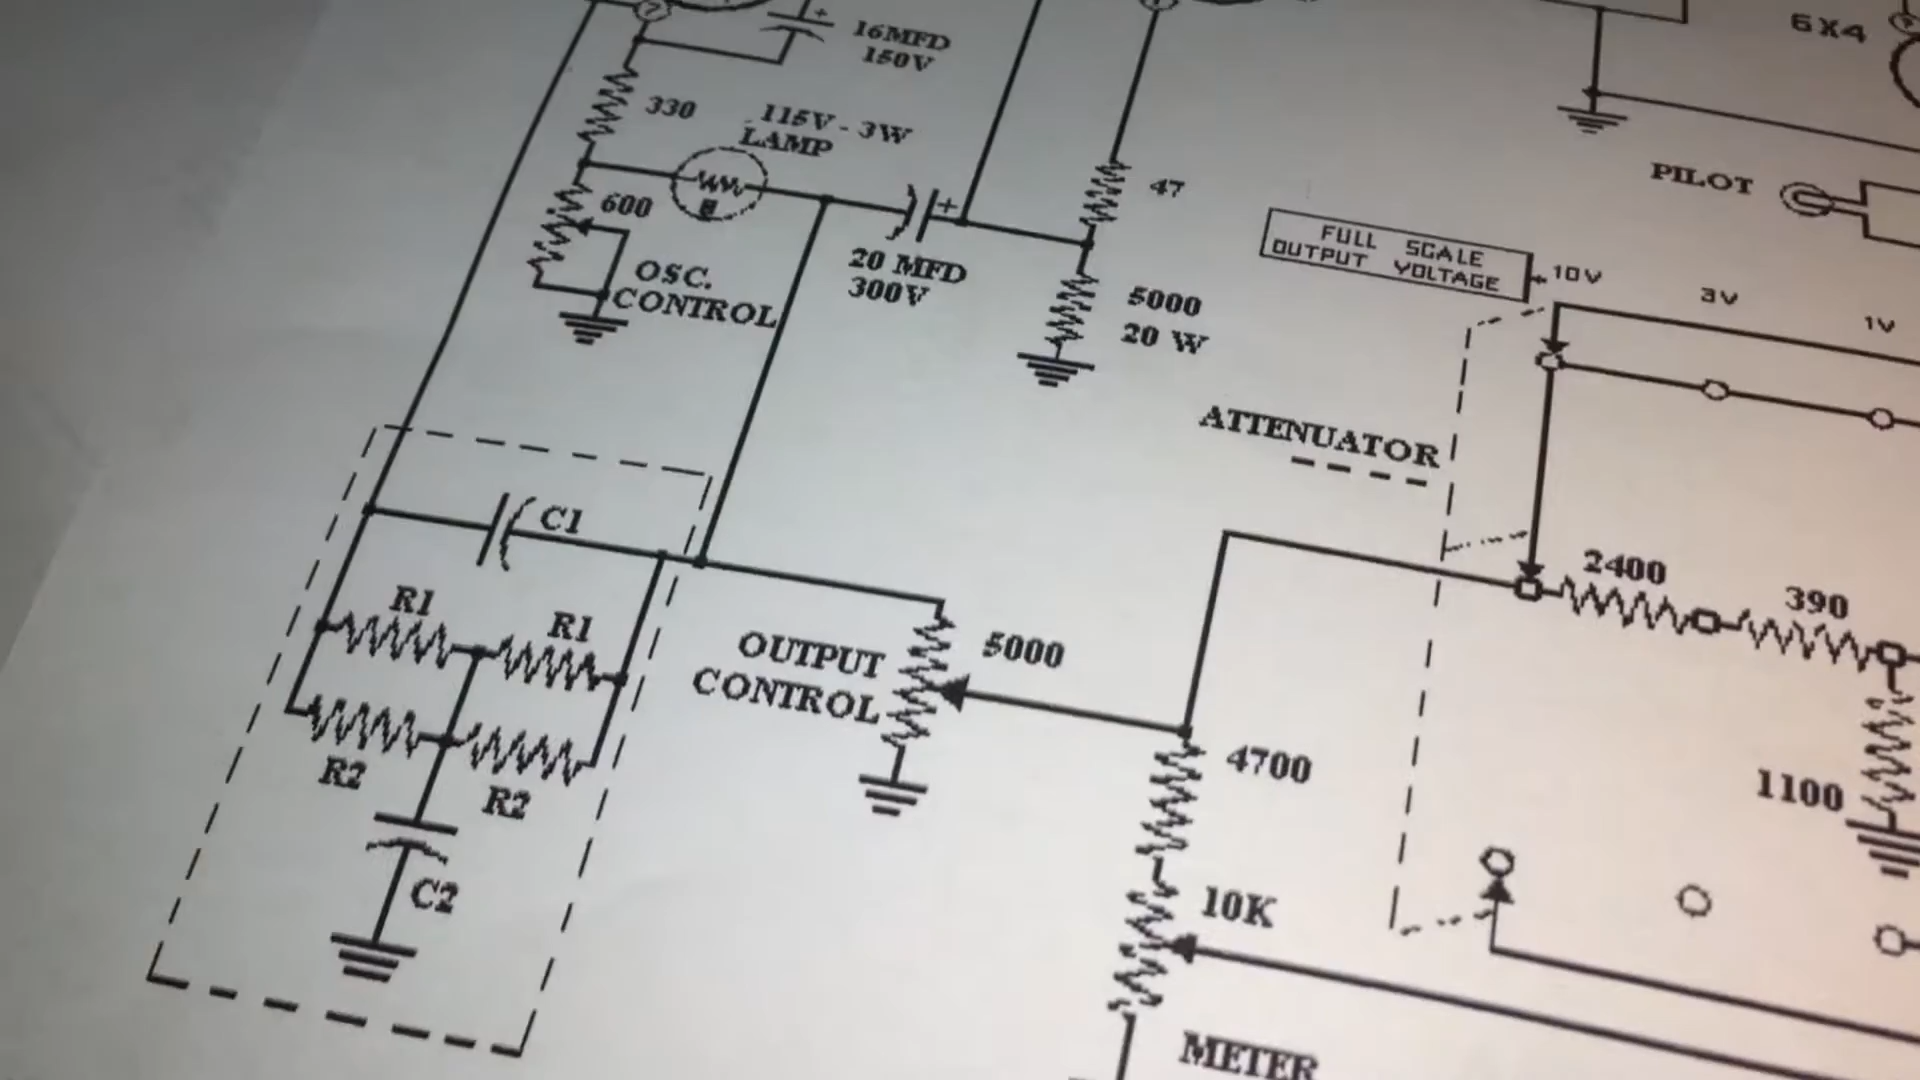 7
+
16MFD
150V
6X4
330
115V - 3W
LAMP
600
+
47
PILOT
OSC.
CONTROL
20 MFD
300V
5000
20 W
FULL SCALE
OUTPUT VOLTAGE
10V
3V
1V
ATTENUATOR
C1
2400
390
R1
R1
OUTPUT
CONTROL
5000
R2
R2
4700
1100
C2
10K
METER